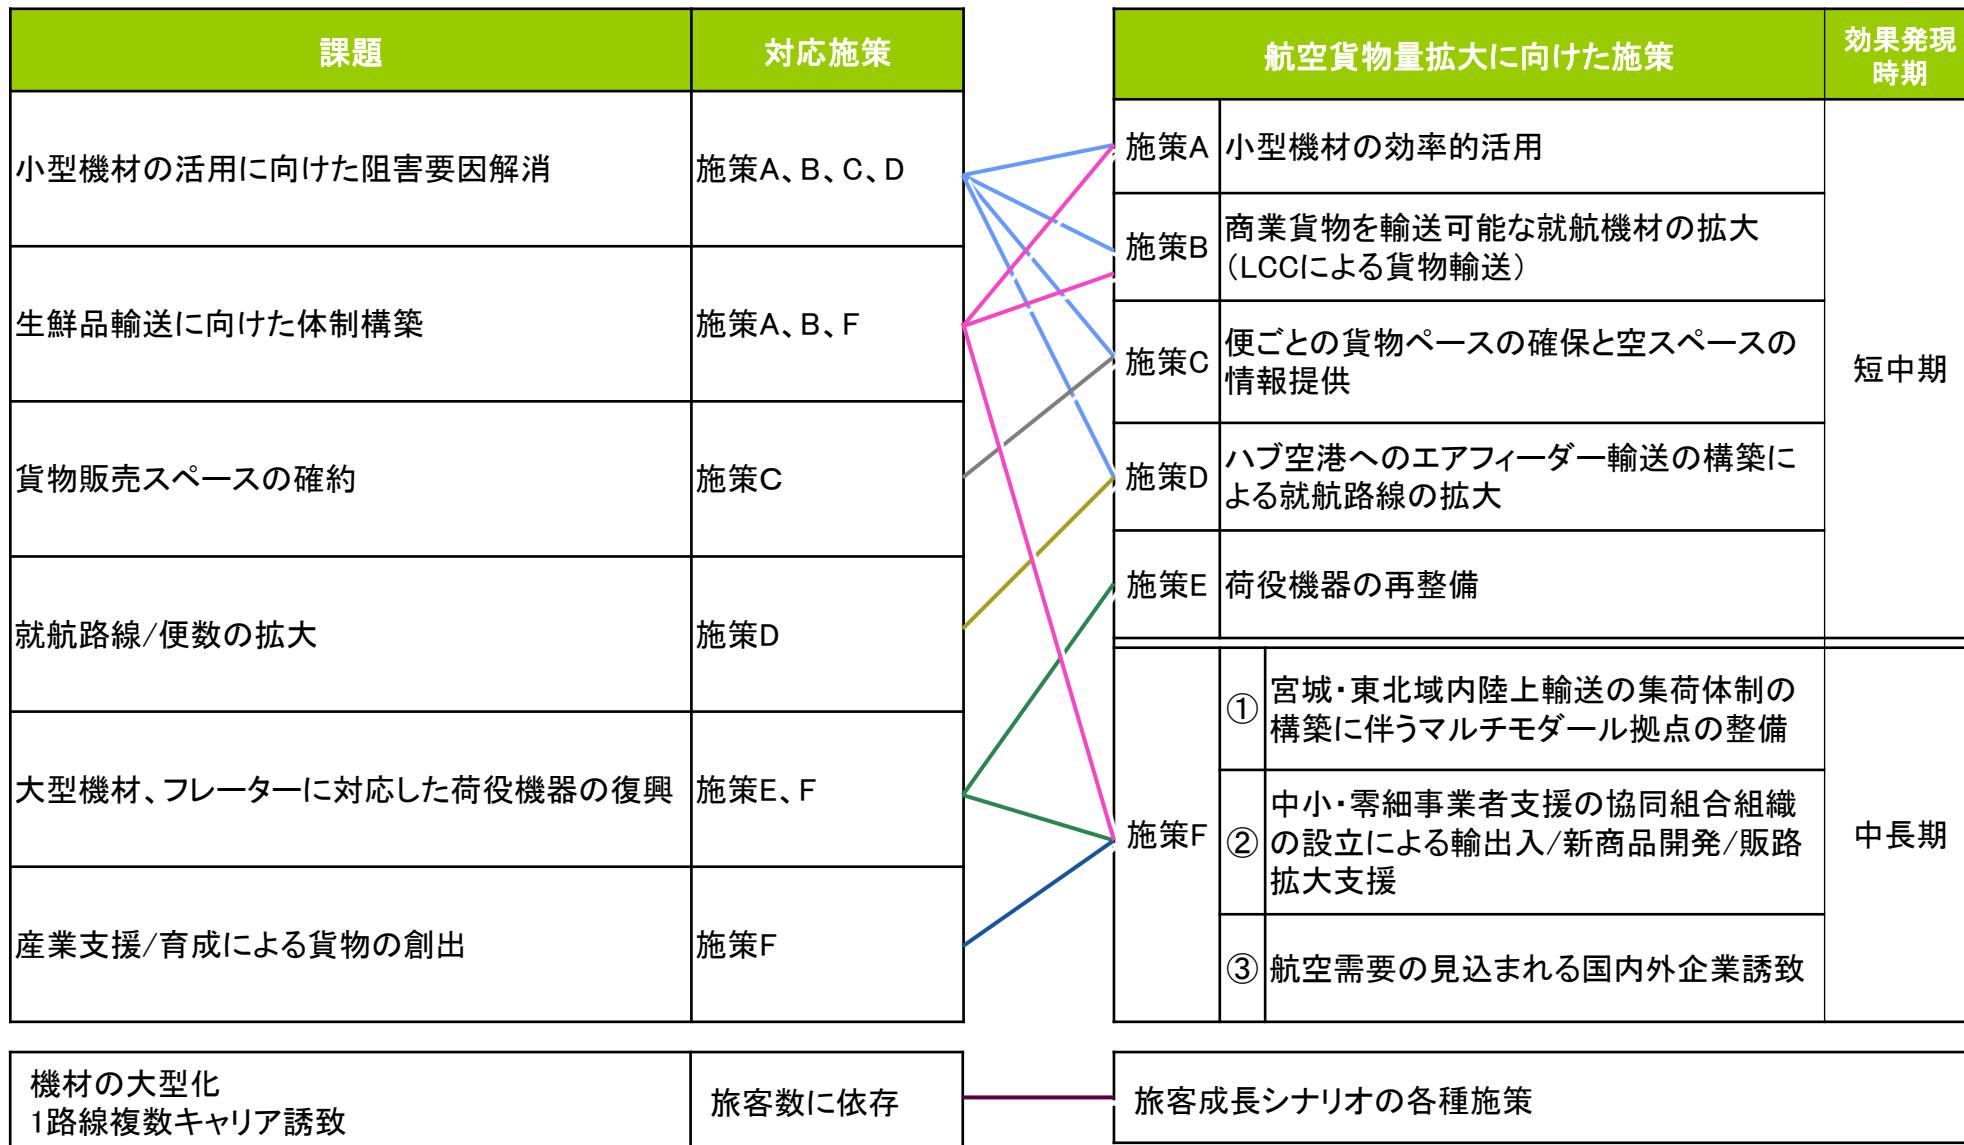 課題
対応施策
小型機材の活用に向けた阻害要因解消
施策A、B、C、D
生鮮品輸送に向けた体制構築
施策A、B、F
貨物販売スペースの確約
施策C
就航路線/便数の拡大
施策D
大型機材、フレーターに対応した荷役機器の復興
施策E、F
産業支援/育成による貨物の創出
施策F
機材の大型化
1路線複数キャリア誘致
旅客数に依存
航空貨物量拡大に向けた施策
効果発現
時期
施策A
小型機材の効率的活用
施策B
商業貨物を輸送可能な就航機材の拡大
（LCCによる貨物輸送）
施策C
便ごとの貨物ペースの確保と空スペースの
情報提供
施策D
ハブ空港へのエアフィーダー輸送の構築に
よる就航路線の拡大
施策E
荷役機器の再整備
短中期
施策F
①
宮城・東北域内陸上輸送の集荷体制の
構築に伴うマルチモダール拠点の整備
②
中小・零細事業者支援の協同組合組織
の設立による輸出入/新商品開発/販路
拡大支援
③
航空需要の見込まれる国内外企業誘致
中長期
旅客成長シナリオの各種施策